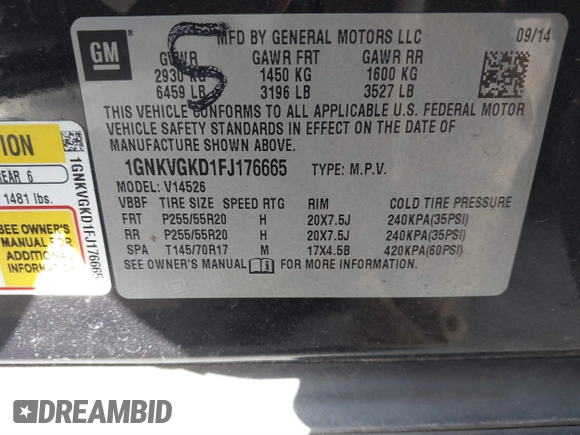 GM
5
MFD BY GENERAL MOTORS LLC 09/14
GVWR GAWR FRT GAWR RR
2930 KG 1450 KG 1600 KG
6459 LB 3196 LB 3527 LB
THIS VEHICLE CONFORMS TO ALL APPLICABLE U.S. FEDERAL MOTOR
VEHICLE SAFETY STANDARDS IN EFFECT ON THE DATE OF
MANUFACTURE SHOWN ABOVE.
1GNKVGKD1FJ176665 TYPE: M.P.V.
MODEL: V14526
VBBF TIRE SIZE SPEED RTG RIM COLD TIRE PRESSURE
FRT P255/55R20 H 20X7.5J 240KPA(35PSI)
RR P255/55R20 H 20X7.5J 240KPA(35PSI)
SPA T145/70R17 M 17X4.5B 420KPA(60PSI)
SEE OWNER'S MANUAL FOR MORE INFORMATION.
TION
REAR 6
1481 lbs.
SEE OWNER'S
MANUAL FOR
ADDITIONAL
INFORMATION
1GNKVGKD1FJ176665
DREAMBID